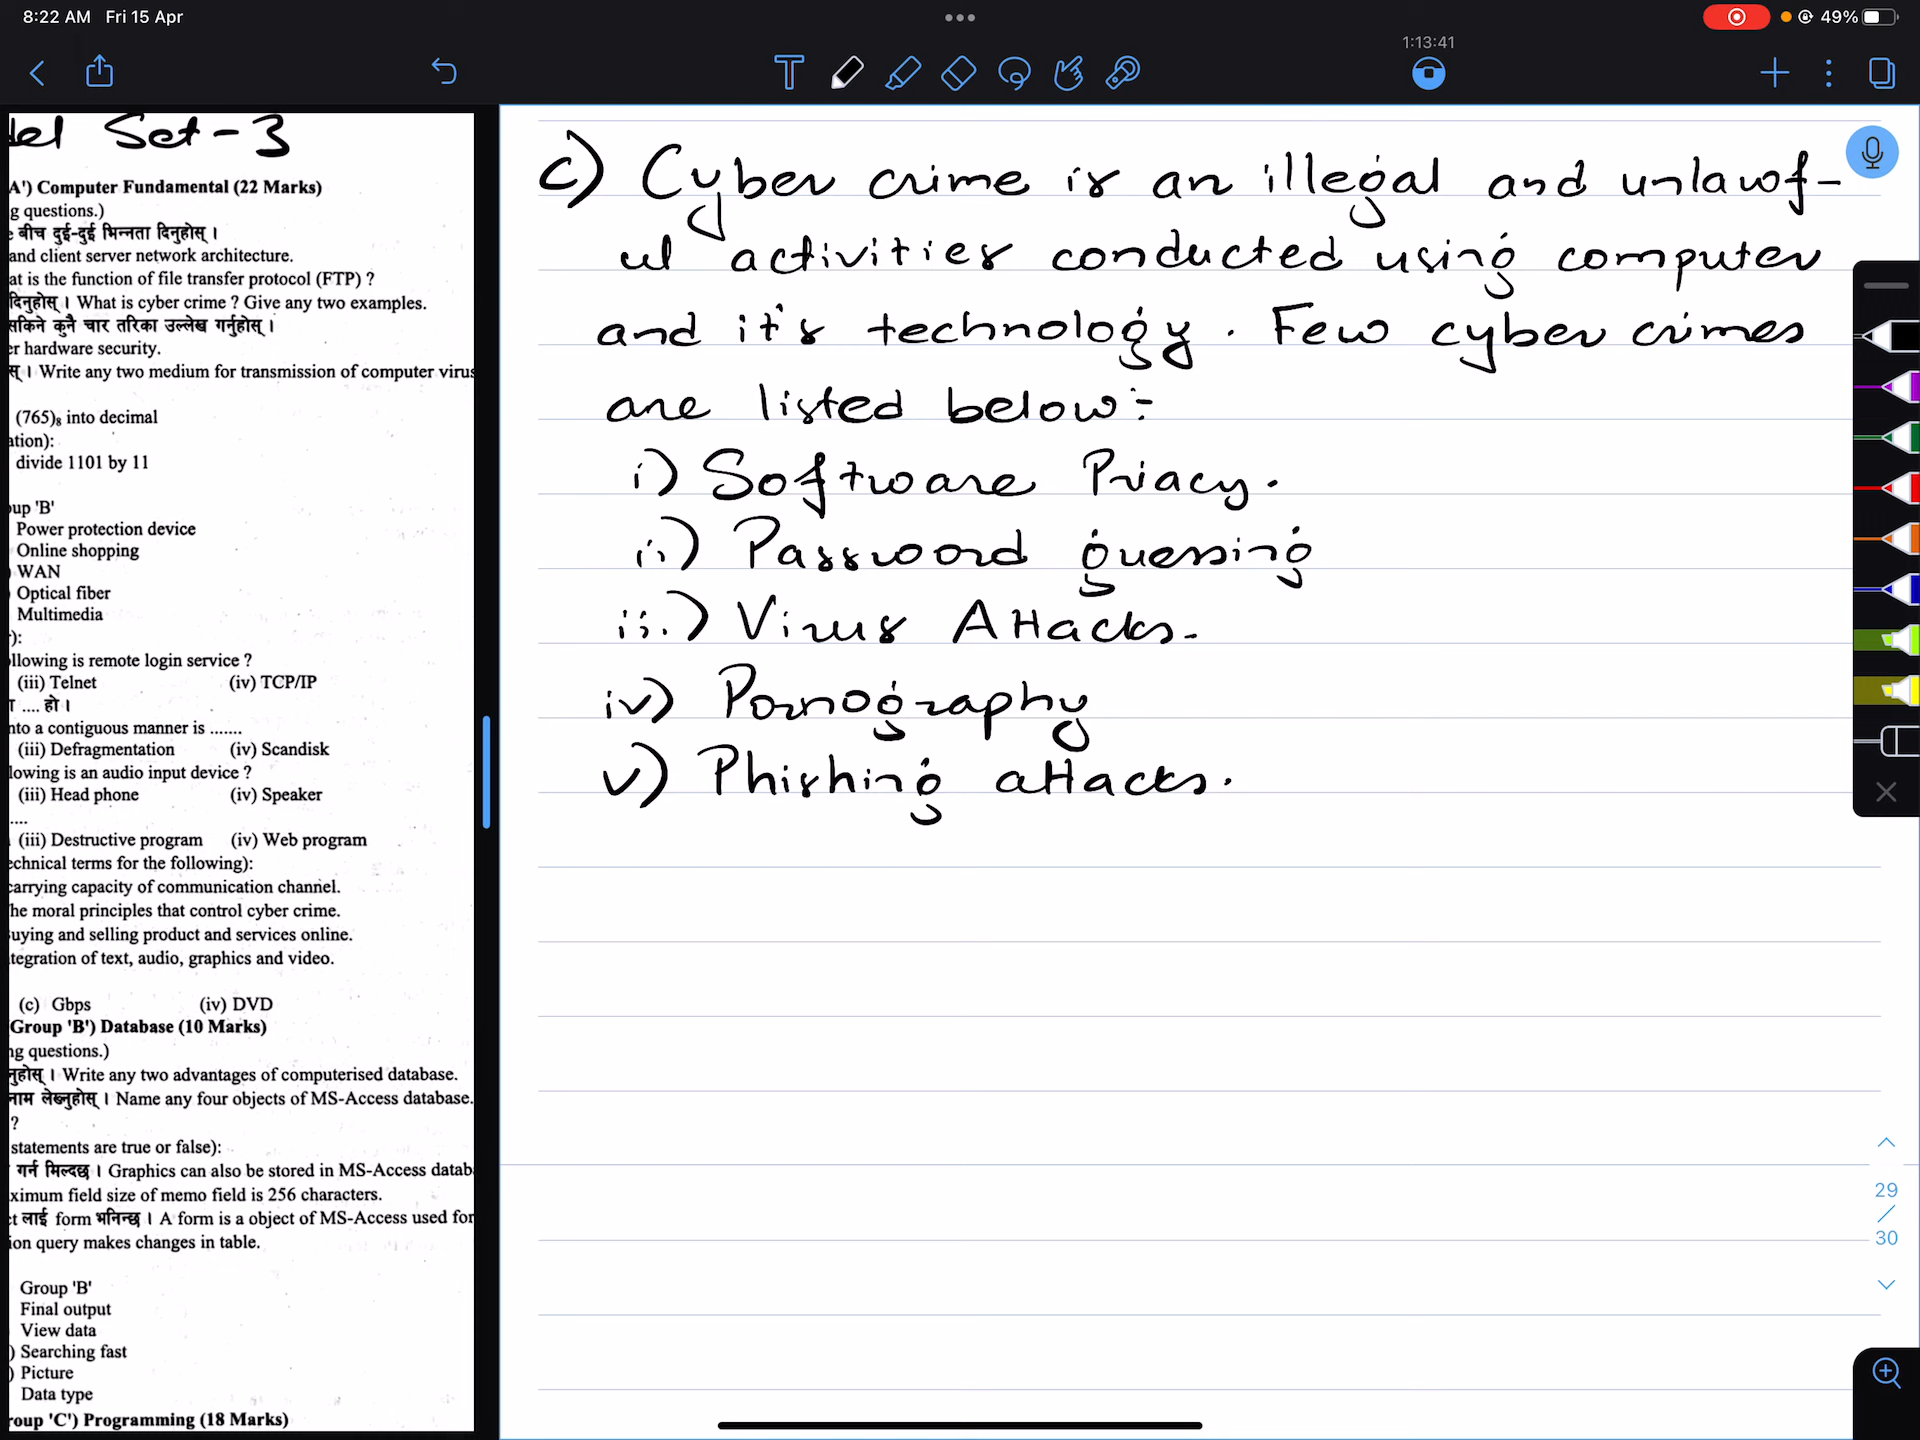 8:22 AM Fri 15 Apr
49%
1:13:41
del Set-3
A') Computer Fundamental (22 Marks)
g questions.)
बीच दुई-दुई भिन्नता दिनुहोस् ।
and client server network architecture.
at is the function of file transfer protocol (FTP) ?
दिनुहोस् । What is cyber crime ? Give any two examples.
सकिने कुनै चार तरिका उल्लेख गर्नुहोस् ।
er hardware security.
स् । Write any two medium for transmission of computer virus
(765)₈ into decimal
ation):
divide 1101 by 11
oup 'B'
Power protection device
Online shopping
) WAN
Optical fiber
Multimedia
):
ollowing is remote login service ?
(iii) Telnet (iv) TCP/IP
.... हो ।
nto a contiguous manner is .......
(iii) Defragmentation (iv) Scandisk
lowing is an audio input device ?
(iii) Head phone (iv) Speaker
....
(iii) Destructive program (iv) Web program
echnical terms for the following):
carrying capacity of communication channel.
he moral principles that control cyber crime.
uying and selling product and services online.
tegration of text, audio, graphics and video.
(c) Gbps (iv) DVD
(Group 'B') Database (10 Marks)
ng questions.)
नुहोस् । Write any two advantages of computerised database.
नाम लेख्नुहोस् । Name any four objects of MS-Access database.
?
statements are true or false):
गर्न मिल्दछ । Graphics can also be stored in MS-Access datab
ximum field size of memo field is 256 characters.
ct लाई form भनिन्छ । A form is a object of MS-Access used for
ion query makes changes in table.
Group 'B'
Final output
View data
) Searching fast
) Picture
Data type
roup 'C') Programming (18 Marks)
c) Cyber crime is an illegal and unlawf-
ul activities conducted using computer
and it's technology. Few cyber crimes
are listed below:-
i) Software Priacy.
ii) Password guessing
iii) Virus Attacks.
iv) Pornography
v) Phishing attacks.
29
/
30